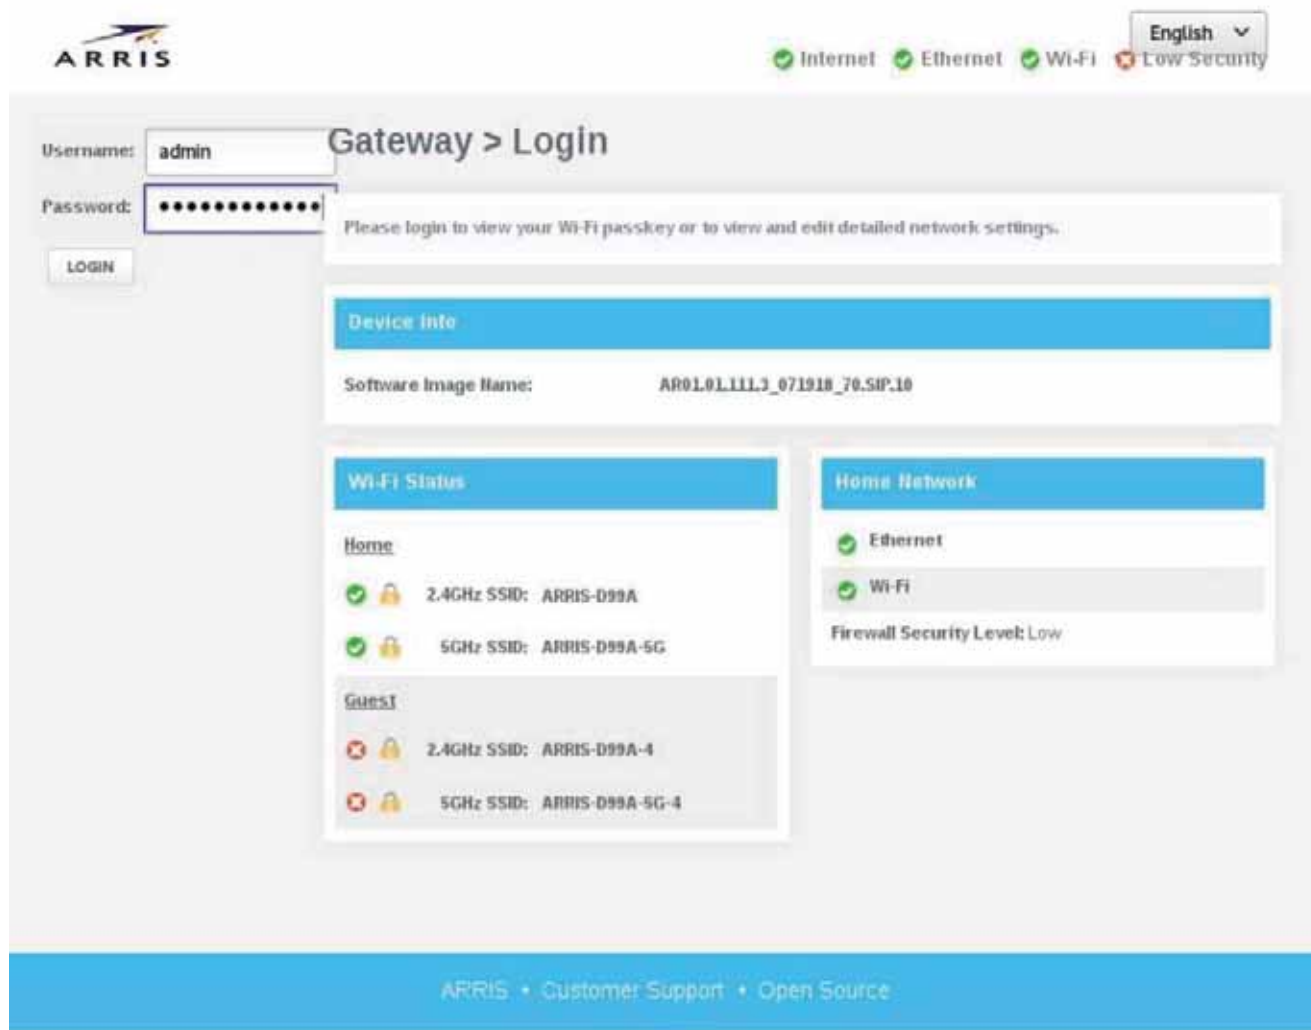 ARRIS
English
Internet Ethernet Wi-Fi Low Security
Username: admin
Password: ••••••••••••
LOGIN
Gateway > Login
Please login to view your Wi-Fi passkey or to view and edit detailed network settings.
Device Info
Software Image Name: AR01.01.111.3_071918_70.SIP.10
Wi-Fi Status
Home
2.4GHz SSID: ARRIS-D99A
5GHz SSID: ARRIS-D99A-5G
Guest
2.4GHz SSID: ARRIS-D99A-4
5GHz SSID: ARRIS-D99A-5G-4
Home Network
Ethernet
Wi-Fi
Firewall Security Level: Low
ARRIS • Customer Support • Open Source